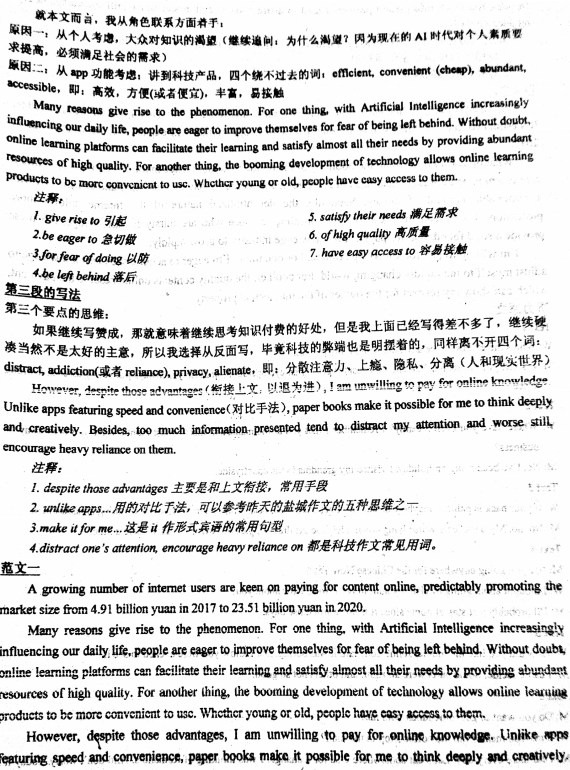 就本文而言，我从角色联系方面着手：
原因一：从个人考虑，大众对知识的渴望（继续追问：为什么渴望？因为现在的 AI 时代对个人素质要
求提高，必须满足社会的需求）
原因二：从 app 功能考虑：讲到科技产品，四个绕不过去的词：efficient, convenient (cheap), abundant,
accessible，即：高效，方便(或者便宜)，丰富，易接触
Many reasons give rise to the phenomenon. For one thing, with Artificial Intelligence increasingly
influencing our daily life, people are eager to improve themselves for fear of being left behind. Without doubt,
online learning platforms can facilitate their learning and satisfy almost all their needs by providing abundant
resources of high quality. For another thing, the booming development of technology allows online learning
products to be more convenient to use. Whether young or old, people have easy access to them.
注释：
1. give rise to 引起
2.be eager to 急切做
3.for fear of doing 以防
4.be left behind 落后
5. satisfy their needs 满足需求
6. of high quality 高质量
7. have easy access to 容易接触
第三段的写法
第三个要点的思维：
如果继续写赞成，那就意味着继续思考知识付费的好处，但是我上面已经写得差不多了，继续硬
凑当然不是太好的主意，所以我选择从反面写，毕竟科技的弊端也是明摆着的，同样离不开四个词：
distract, addiction(或者 reliance), privacy, alienate，即：分散注意力、上瘾、隐私、分离（人和现实世界）
However, despite those advantages (衔接上文，以退为进), I am unwilling to pay for online knowledge.
Unlike apps featuring speed and convenience(对比手法), paper books make it possible for me to think deeply
and creatively. Besides, too much information presented tend to distract my attention and worse still,
encourage heavy reliance on them.
注释：
1. despite those advantages 主要是和上文衔接，常用手段
2. unlike apps...用的对比手法，可以参考昨天的盐城作文的五种思维之一
3.make it for me...这是 it 作形式宾语的常用句型
4.distract one's attention, encourage heavy reliance on 都是科技作文常见用词。
范文一
A growing number of internet users are keen on paying for content online, predictably promoting the
market size from 4.91 billion yuan in 2017 to 23.51 billion yuan in 2020.
Many reasons give rise to the phenomenon. For one thing, with Artificial Intelligence increasingly
influencing our daily life, people are eager to improve themselves for fear of being left behind. Without doubt,
online learning platforms can facilitate their learning and satisfy almost all their needs by providing abundant
resources of high quality. For another thing, the booming development of technology allows online learning
products to be more convenient to use. Whether young or old, people have easy access to them.
However, despite those advantages, I am unwilling to pay for online knowledge. Unlike apps
featuring speed and convenience, paper books make it possible for me to think deeply and creatively.